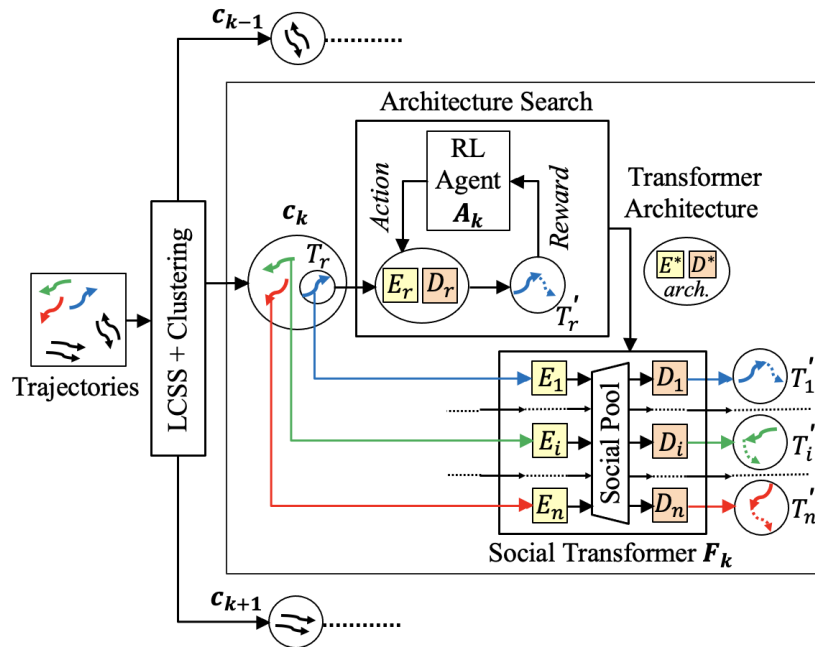 c_{k-1}
Architecture Search
RL
Agent
A_k
Action
Reward
Transformer
Architecture
E* D*
arch.
c_k
T_r
E_r D_r
T_r'
LCSS + Clustering
Trajectories
E_1 D_1 T_1'
E_i D_i T_i'
E_n D_n T_n'
Social Pool
Social Transformer F_k
c_{k+1}